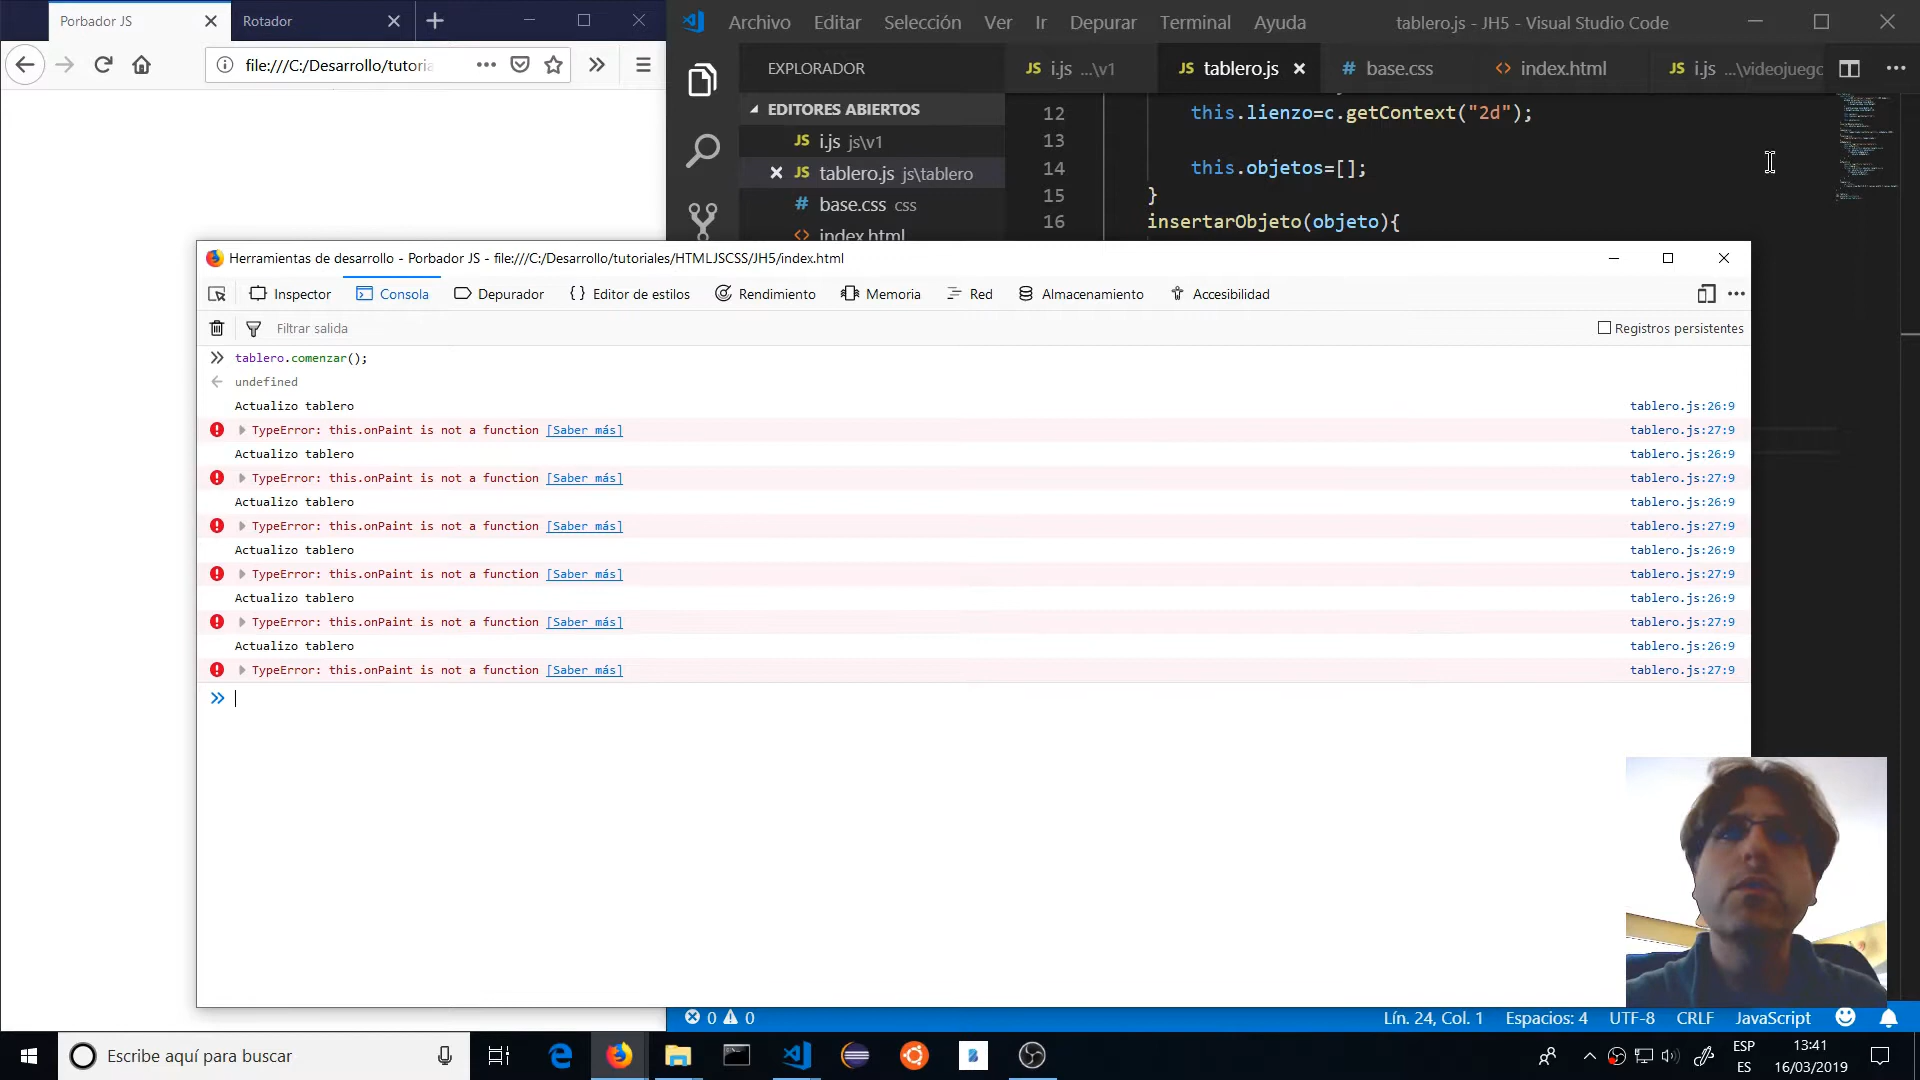 Porbador JS
Rotador
Archivo Editar Selección Ver Ir Depurar Terminal Ayuda
tablero.js - JH5 - Visual Studio Code
file:///C:/Desarrollo/tutoria
EXPLORADOR
JS i.js ...\v1
JS tablero.js
# base.css
<> index.html
JS i.js ...\videojuego
EDITORES ABIERTOS
JS i.js js\v1
JS tablero.js js\tablero
# base.css css
<> index.html
12 this.lienzo=c.getContext("2d");
13
14 this.objetos=[];
15 }
16 insertarObjeto(objeto){
Herramientas de desarrollo - Porbador JS - file:///C:/Desarrollo/tutoriales/HTMLJSCSS/JH5/index.html
Inspector Consola Depurador {} Editor de estilos Rendimiento Memoria Red Almacenamiento Accesibilidad
Filtrar salida
Registros persistentes
tablero.comenzar();
undefined
Actualizo tablero tablero.js:26:9
TypeError: this.onPaint is not a function [Saber más] tablero.js:27:9
Actualizo tablero tablero.js:26:9
TypeError: this.onPaint is not a function [Saber más] tablero.js:27:9
Actualizo tablero tablero.js:26:9
TypeError: this.onPaint is not a function [Saber más] tablero.js:27:9
Actualizo tablero tablero.js:26:9
TypeError: this.onPaint is not a function [Saber más] tablero.js:27:9
Actualizo tablero tablero.js:26:9
TypeError: this.onPaint is not a function [Saber más] tablero.js:27:9
Actualizo tablero tablero.js:26:9
TypeError: this.onPaint is not a function [Saber más] tablero.js:27:9
0 0
Lín. 24, Col. 1 Espacios: 4 UTF-8 CRLF JavaScript
Escribe aquí para buscar
B
ESP
ES
13:41
16/03/2019